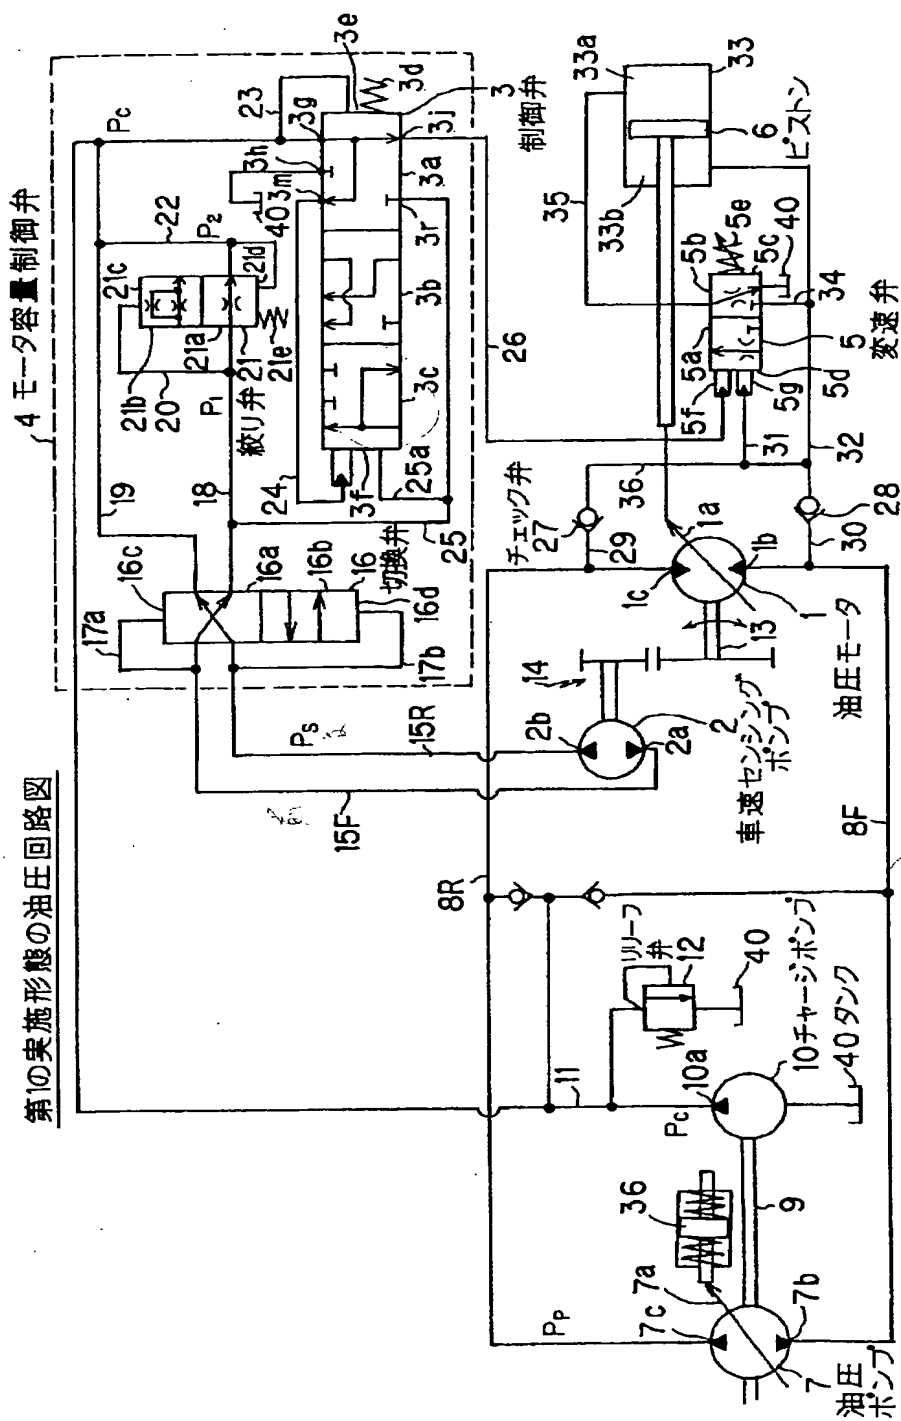 第1の実施形態の油圧回路図
4 モータ容量制御弁
Pc
19
22
P2
23
3e
3g
3h
3m
3d
3
制御弁
3j
40
3a
3r
3b
3c
3f
24
25a
25
26
21c
21d
21a
21
21e
21b
20
P1
絞り弁
18
16c
16a
16b
16
16d
切換弁
17a
17b
Ps
15R
15F
14
2b
2
2a
車速センシング
ポンプ
13
1c
1a
1b
1
油圧モータ
チェック弁
27
29
36
31
32
28
30
35
33a
33
33b
6
ピストン
5b
5e
5c
40
34
5a
5
5f
5g
5d
変速弁
8R
8F
リリーフ
弁
12
40
11
10a
Pc
10チャージポンプ
40タンク
36
9
7a
7c
7b
7
油圧
ポンプ
Pp